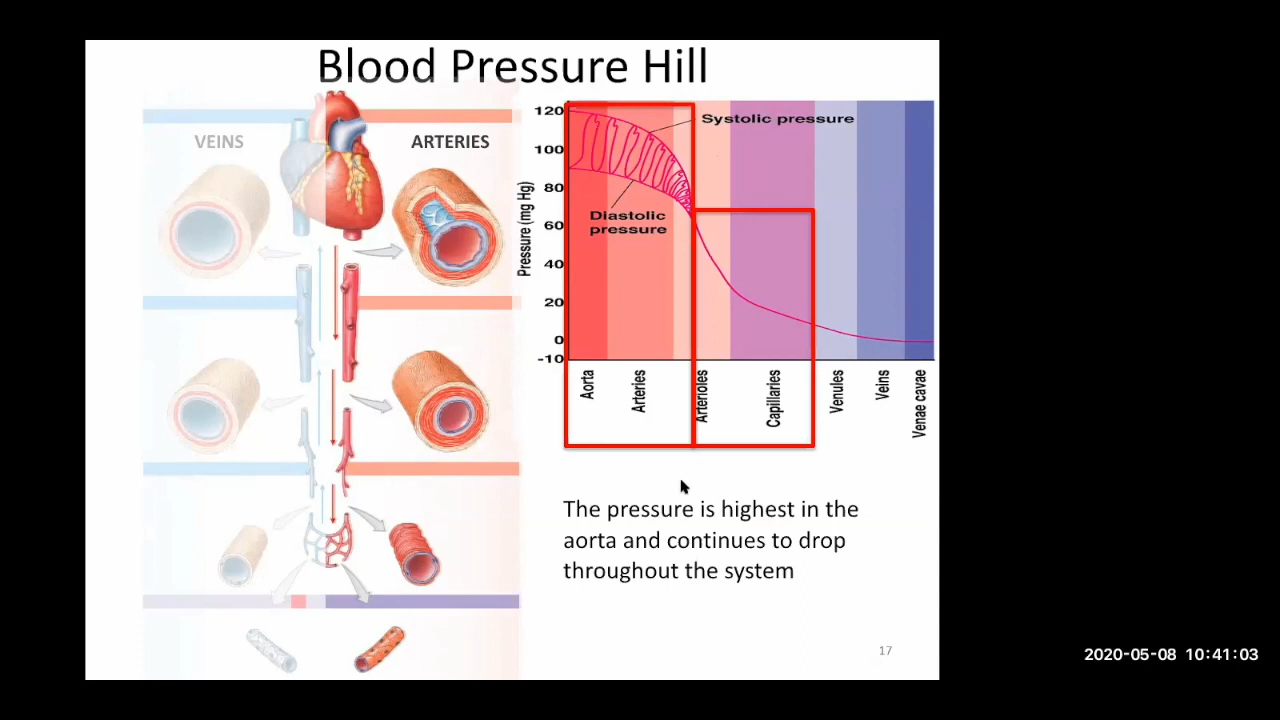 Blood Pressure Hill
VEINS
ARTERIES
120
100
80
60
40
20
0
-10
Pressure (mm Hg)
Systolic pressure
Diastolic
pressure
Aorta
Arteries
Arterioles
Capillaries
Venules
Veins
Venae cavae
The pressure is highest in the
aorta and continues to drop
throughout the system
17
2020-05-08 10:41:03